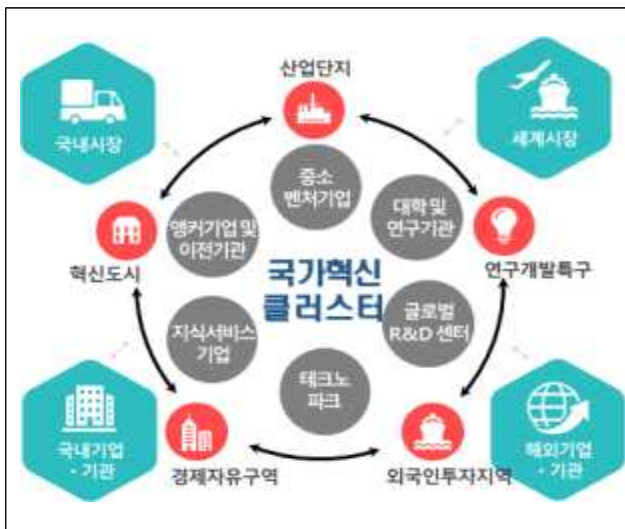 산업단지
국내시장
세계시장
중소
벤처기업
앵커기업 및
이전기관
대학 및
연구기관
혁신도시
연구개발특구
국가혁신
클러스터
지식서비스
기업
글로벌
R&D 센터
테크노
파크
국내기업
·기관
해외기업
·기관
경제자유구역
외국인투자지역